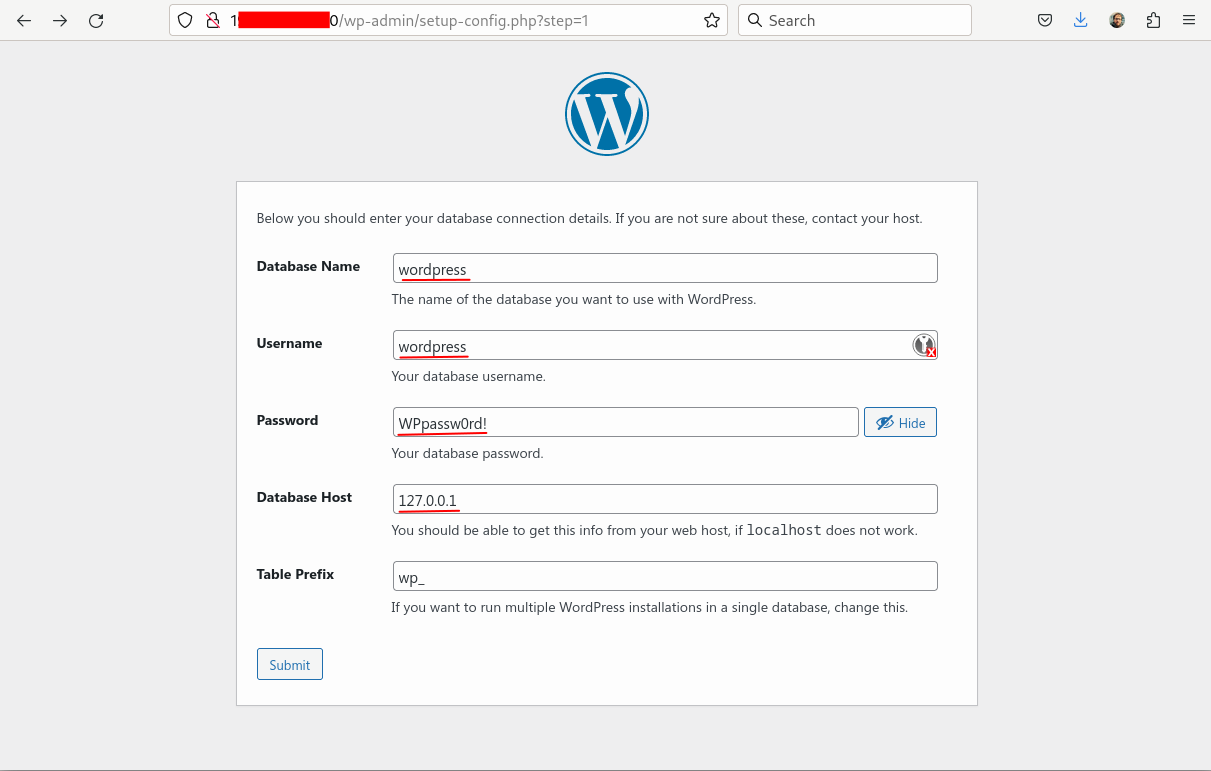 1 0/wp-admin/setup-config.php?step=1 Search
W
Below you should enter your database connection details. If you are not sure about these, contact your host.
Database Name wordpress
The name of the database you want to use with WordPress.
Username wordpress
Your database username.
Password WPpassw0rd! Hide
Your database password.
Database Host 127.0.0.1
You should be able to get this info from your web host, if localhost does not work.
Table Prefix wp_
If you want to run multiple WordPress installations in a single database, change this.
Submit